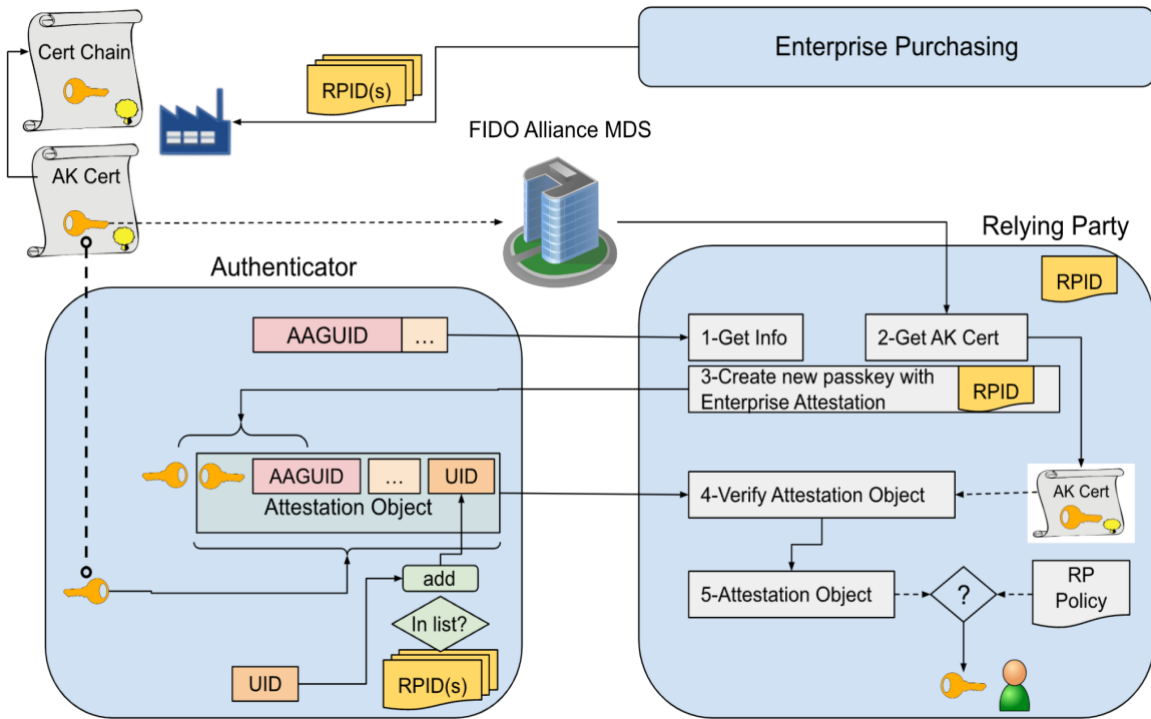 Cert Chain
Enterprise Purchasing
RPID(s)
FIDO Alliance MDS
AK Cert
Relying Party
Authenticator
RPID
AAGUID
...
1-Get Info
2-Get AK Cert
3-Create new passkey with
Enterprise Attestation
RPID
AAGUID
...
UID
Attestation Object
4-Verify Attestation Object
AK Cert
add
5-Attestation Object
?
RP
Policy
In list?
UID
RPID(s)